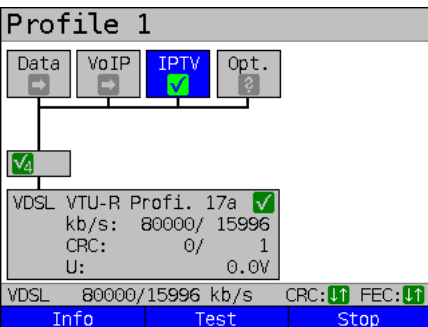 Profile 1
Data VoIP IPTV Opt.
?
4
VDSL VTU-R Profi. 17a
kb/s: 80000/ 15996
CRC: 0/ 1
U: 0.0V
VDSL 80000/15996 kb/s CRC: FEC:
Info Test Stop